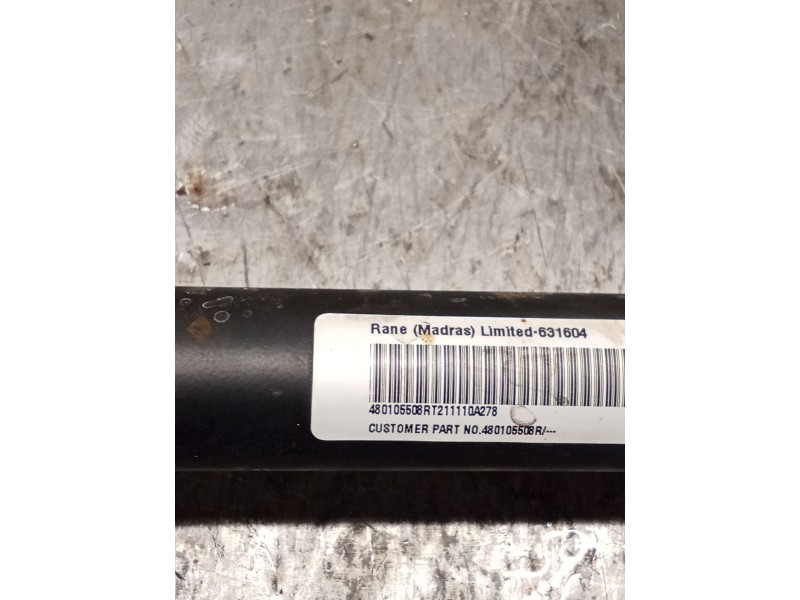 Rane (Madras) Limited-631604
480105508RT211110A278
CUSTOMER PART NO.480105508R/---